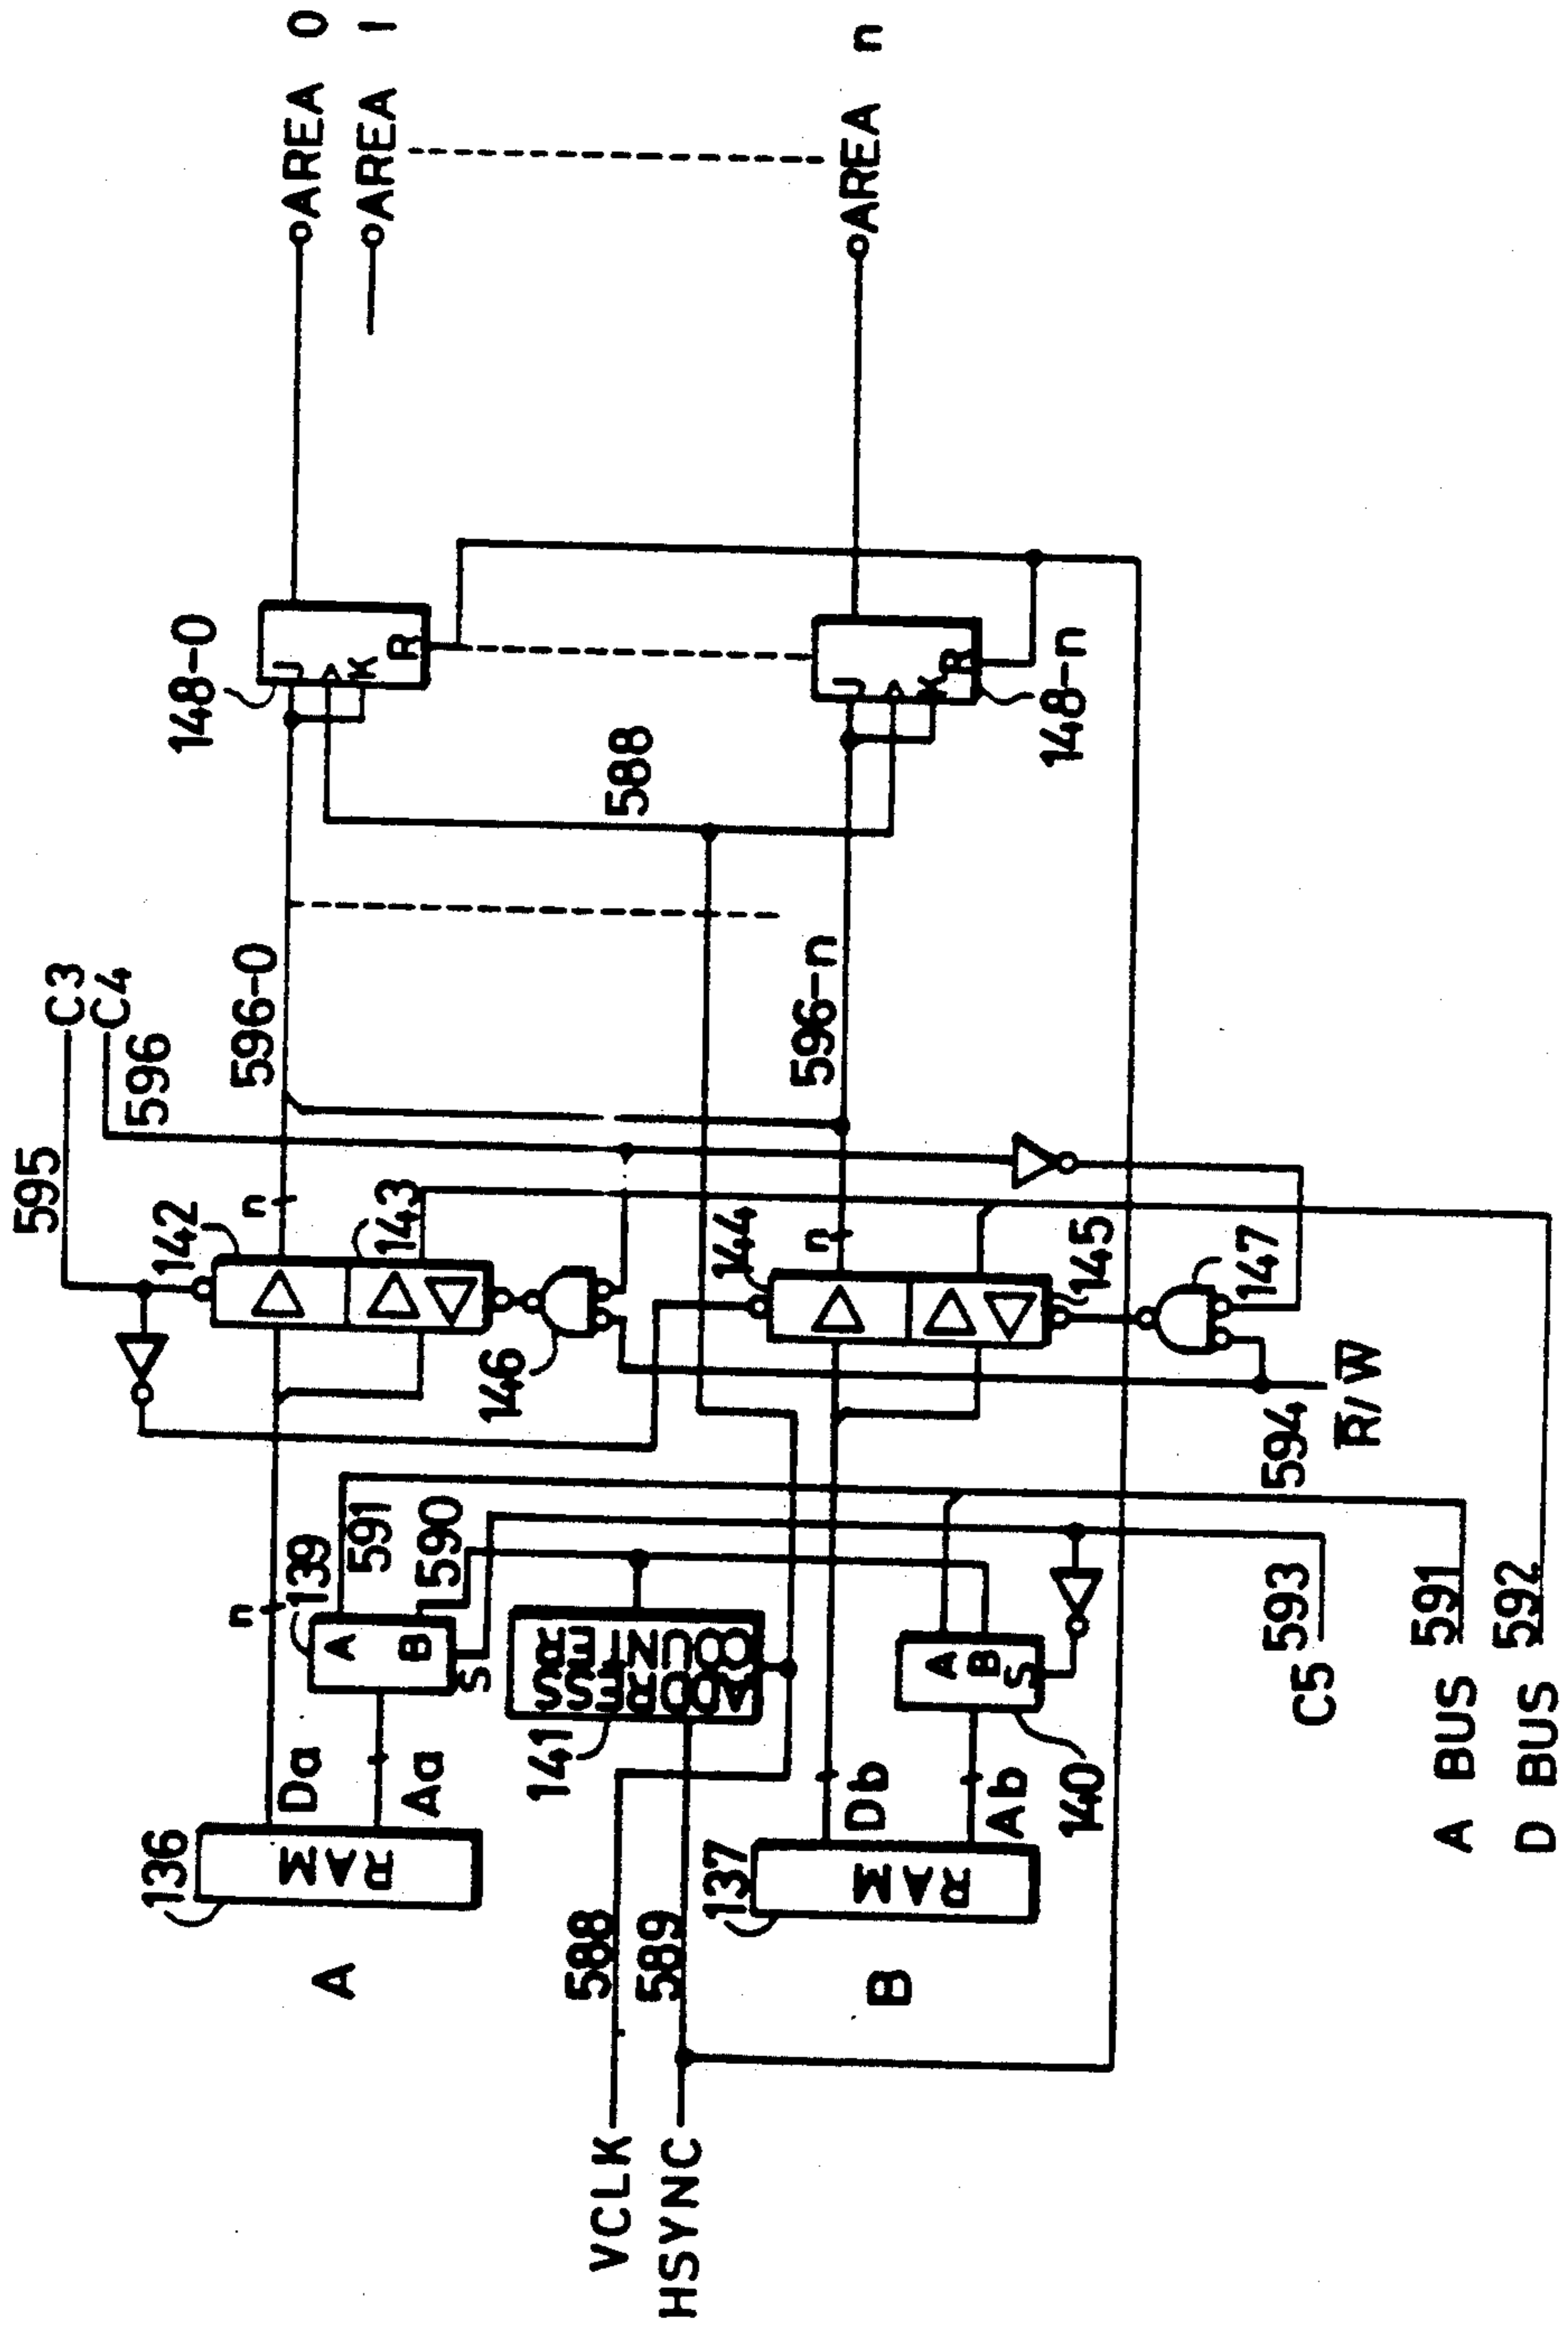 595
C3
C4
596
142
n
596-0
148-0
AREA 0
AREA 1
143
J
K
R
146
136
RAM
Da
Aa
A
n
139
A
B
S
591
590
588
141
ADDRESS
COUNTER
VCLK
588
HSYNC
589
144
n
596-n
J
K
R
148-n
AREA n
145
147
137
RAM
Db
Ab
B
A
B
S
140
594
R̅/W̅
C5
593
A BUS
591
D BUS
592